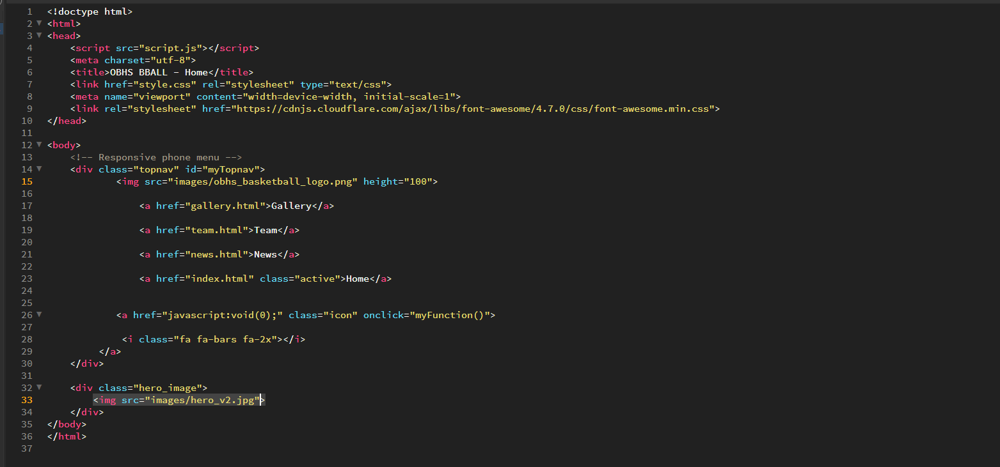 1 <!doctype html>
2 <html>
3 <head>
4     <script src="script.js"></script>
5     <meta charset="utf-8">
6     <title>OBHS BBALL - Home</title>
7     <link href="style.css" rel="stylesheet" type="text/css">
8     <meta name="viewport" content="width=device-width, initial-scale=1">
9     <link rel="stylesheet" href="https://cdnjs.cloudflare.com/ajax/libs/font-awesome/4.7.0/css/font-awesome.min.css">
10 </head>
11
12 <body>
13     <!-- Responsive phone menu -->
14     <div class="topnav" id="myTopnav">
15             <img src="images/obhs_basketball_logo.png" height="100">
16
17                 <a href="gallery.html">Gallery</a>
18
19                 <a href="team.html">Team</a>
20
21                 <a href="news.html">News</a>
22
23                 <a href="index.html" class="active">Home</a>
24
25
26             <a href="javascript:void(0);" class="icon" onclick="myFunction()">
27
28              <i class="fa fa-bars fa-2x"></i>
29          </a>
30     </div>
31
32     <div class="hero_image">
33         <img src="images/hero_v2.jpg">
34     </div>
35 </body>
36 </html>
37